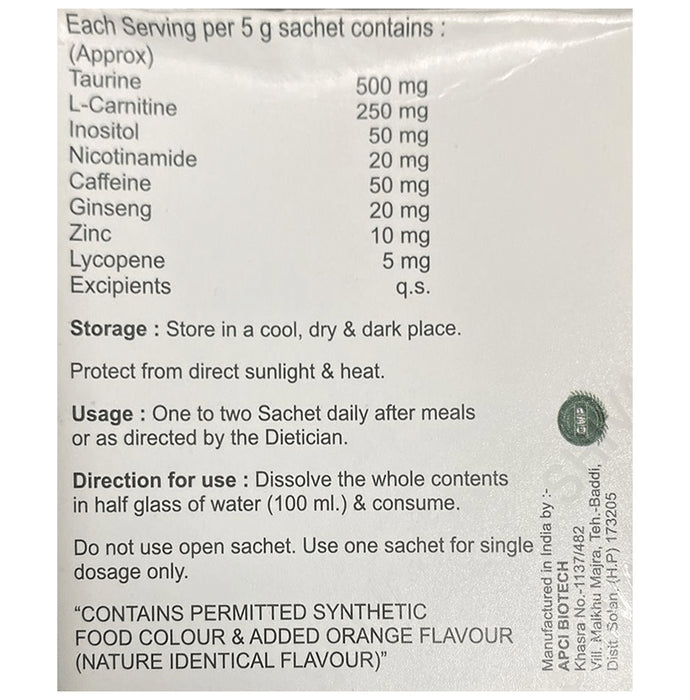 Each Serving per 5 g sachet contains :
(Approx)
Taurine 500 mg
L-Carnitine 250 mg
Inositol 50 mg
Nicotinamide 20 mg
Caffeine 50 mg
Ginseng 20 mg
Zinc 10 mg
Lycopene 5 mg
Excipients q.s.
Storage : Store in a cool, dry & dark place.
Protect from direct sunlight & heat.
Usage : One to two Sachet daily after meals
or as directed by the Dietician.
Direction for use : Dissolve the whole contents
in half glass of water (100 ml.) & consume.
Do not use open sachet. Use one sachet for single
dosage only.
“CONTAINS PERMITTED SYNTHETIC
FOOD COLOUR & ADDED ORANGE FLAVOUR
(NATURE IDENTICAL FLAVOUR)”
GMP
Manufactured in India by :-
APCI BIOTECH
Khasra No.-1137/482
Vill. Malkhu Majra, Teh.-Baddi,
Distt. Solan, (H.P) 173205